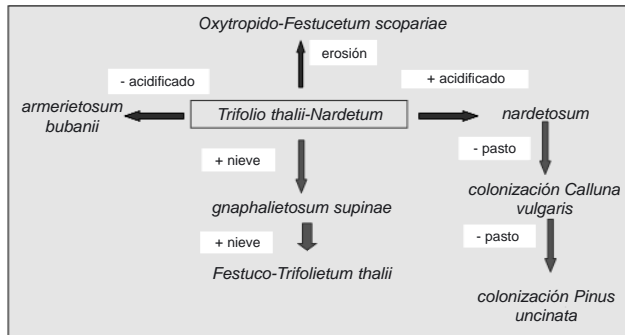 Oxytropido-Festucetum scopariae
erosión
- acidificado
+ acidificado
armerietosum
bubanii
Trifolio thalii-Nardetum
nardetosum
+ nieve
- pasto
gnaphalietosum supinae
colonización Calluna
vulgaris
+ nieve
- pasto
Festuco-Trifolietum thalii
colonización Pinus
uncinata